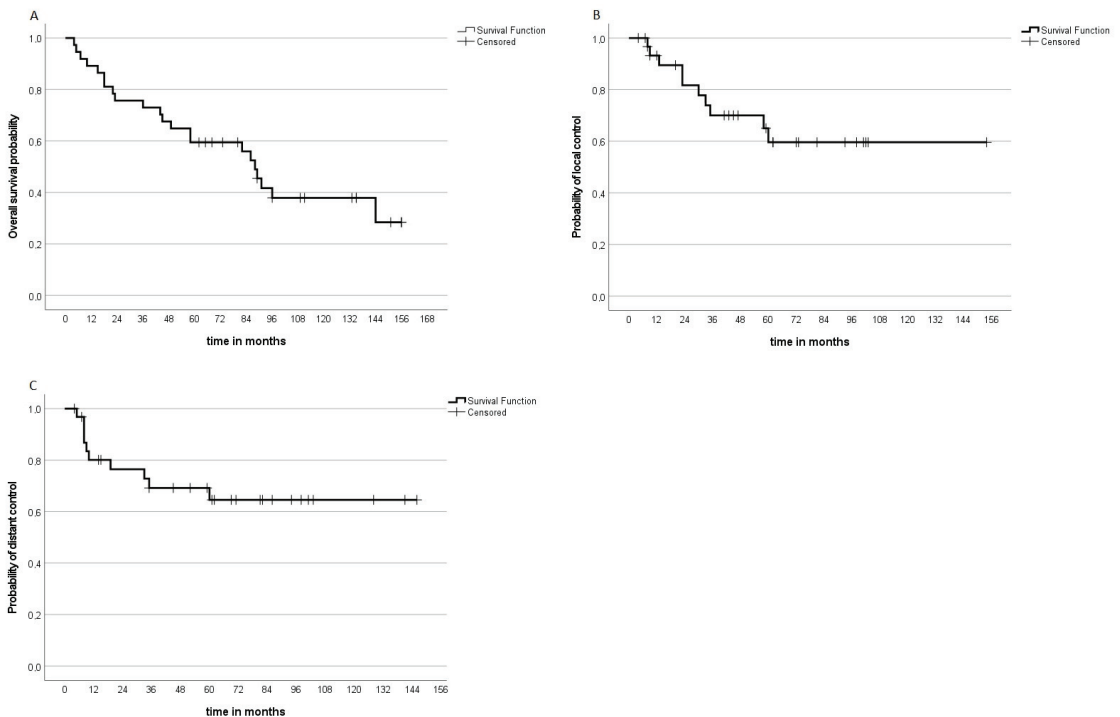 A
Survival Function
Censored
1.0
0.8
0.6
0.4
0.2
0.0
Overall survival probability
0 12 24 36 48 60 72 84 96 108 120 132 144 156 168
time in months
B
Survival Function
Censored
1.0
0.8
0.6
0.4
0.2
0.0
Probability of local control
0 12 24 36 48 60 72 84 96 108 120 132 144 156
time in months
C
Survival Function
Censored
1.0
0.8
0.6
0.4
0.2
0.0
Probability of distant control
0 12 24 36 48 60 72 84 96 108 120 132 144 156
time in months